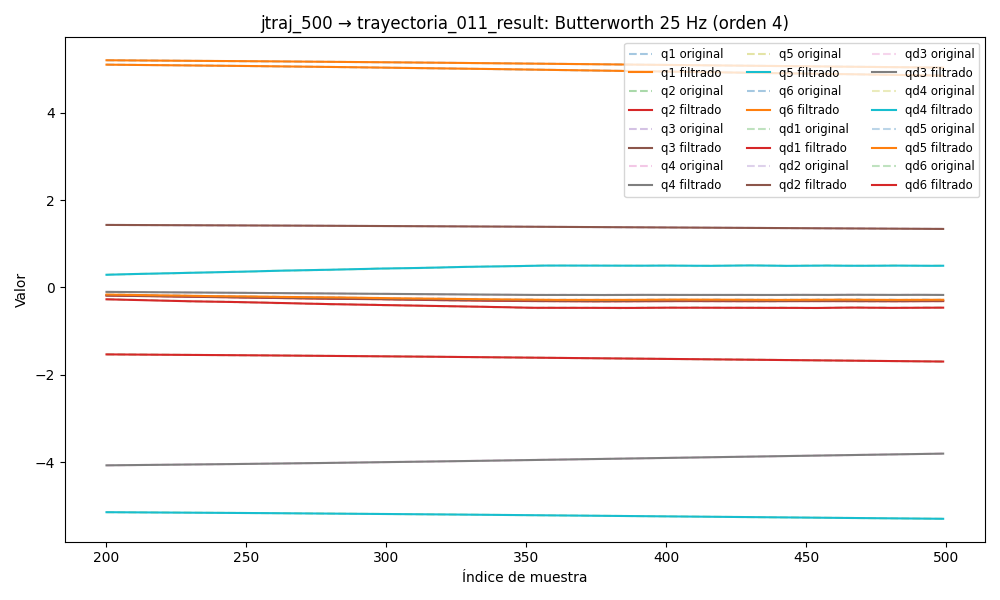 jtraj_500 → trayectoria_011_result: Butterworth 25 Hz (orden 4)
q1 original
q1 filtrado
q2 original
q2 filtrado
q3 original
q3 filtrado
q4 original
q4 filtrado
q5 original
q5 filtrado
q6 original
q6 filtrado
qd1 original
qd1 filtrado
qd2 original
qd2 filtrado
qd3 original
qd3 filtrado
qd4 original
qd4 filtrado
qd5 original
qd5 filtrado
qd6 original
qd6 filtrado
Valor
4
2
0
−2
−4
200
250
300
350
400
450
500
Índice de muestra